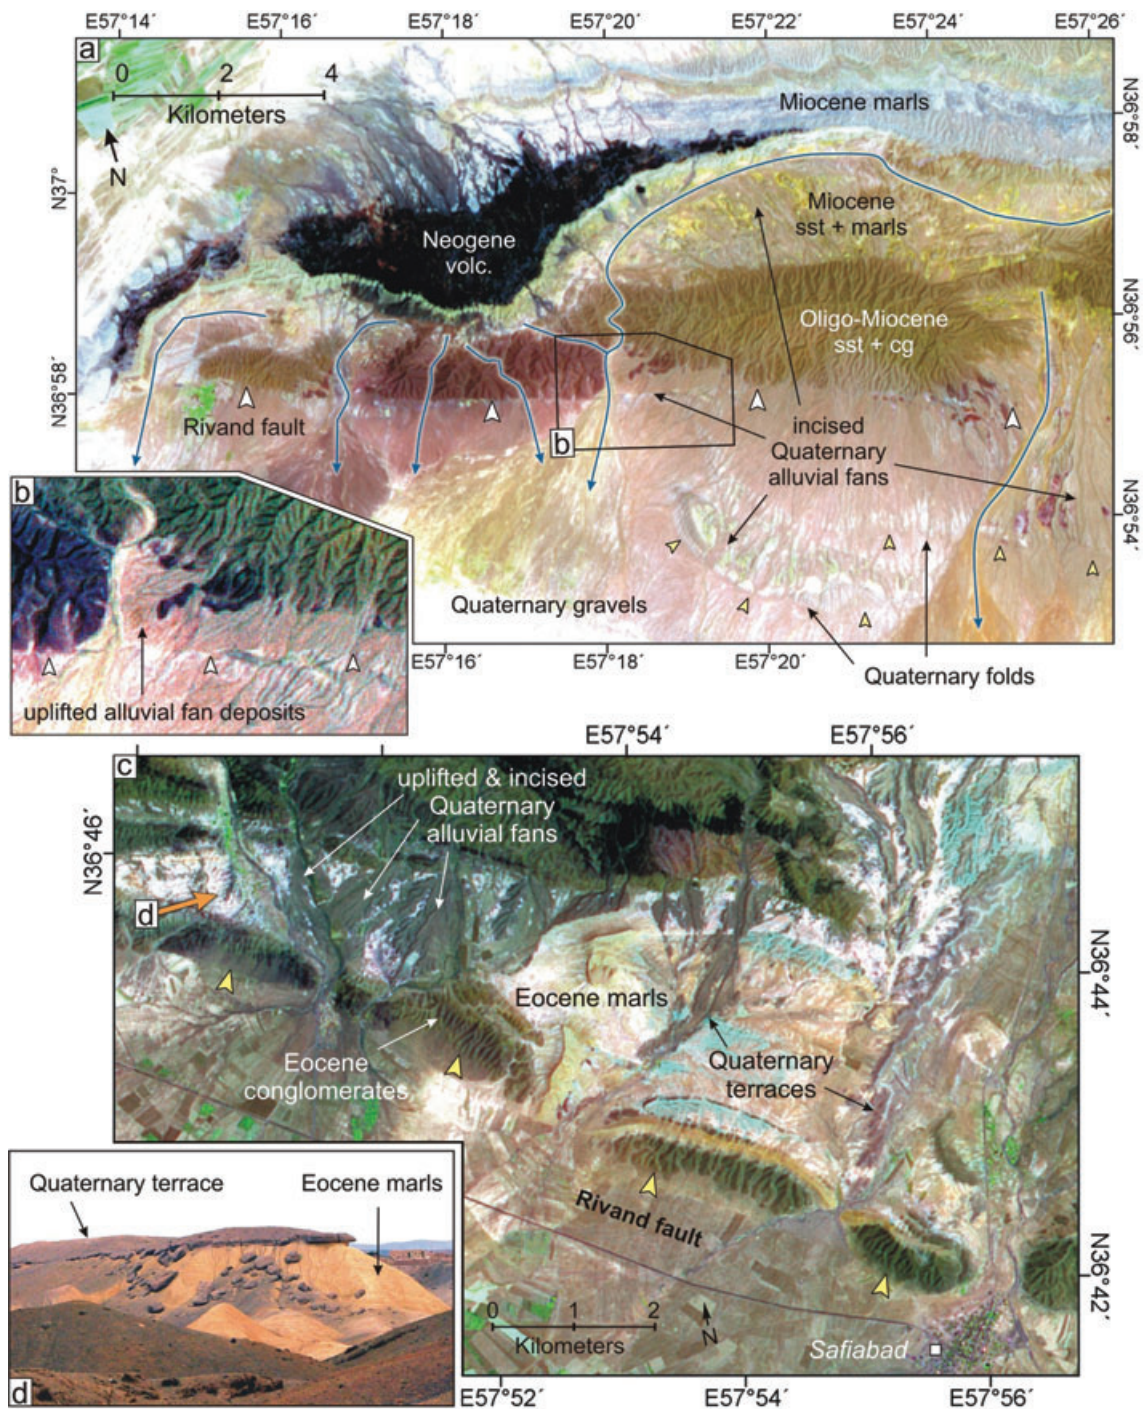 E57°14´ E57°16´ E57°18´ E57°20´ E57°22´ E57°24´ E57°26´
a
0 2 4
Kilometers
N
Miocene marls
N36°58´
N37°
Miocene
sst + marls
Neogene
volc.
N36°56´
Oligo-Miocene
sst + cg
N36°58´
Rivand fault
incised
Quaternary
alluvial fans
b
N36°54´
Quaternary gravels
E57°16´ E57°18´ E57°20´
Quaternary folds
b
uplifted alluvial fan deposits
E57°54´ E57°56´
c
uplifted & incised
Quaternary
alluvial fans
N36°46´
d
N36°44´
Eocene marls
Eocene
conglomerates
Quaternary
terraces
Rivand fault
N36°42´
0 1 2
Kilometers
N
Safiabad
E57°52´ E57°54´ E57°56´
Quaternary terrace Eocene marls
d